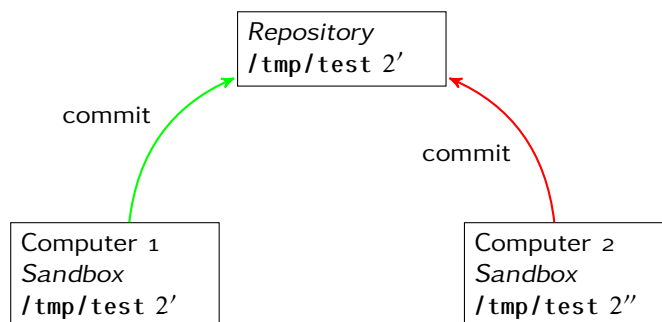 Repository
/tmp/test 2′
commit
commit
Computer 1
Sandbox
/tmp/test 2′
Computer 2
Sandbox
/tmp/test 2″